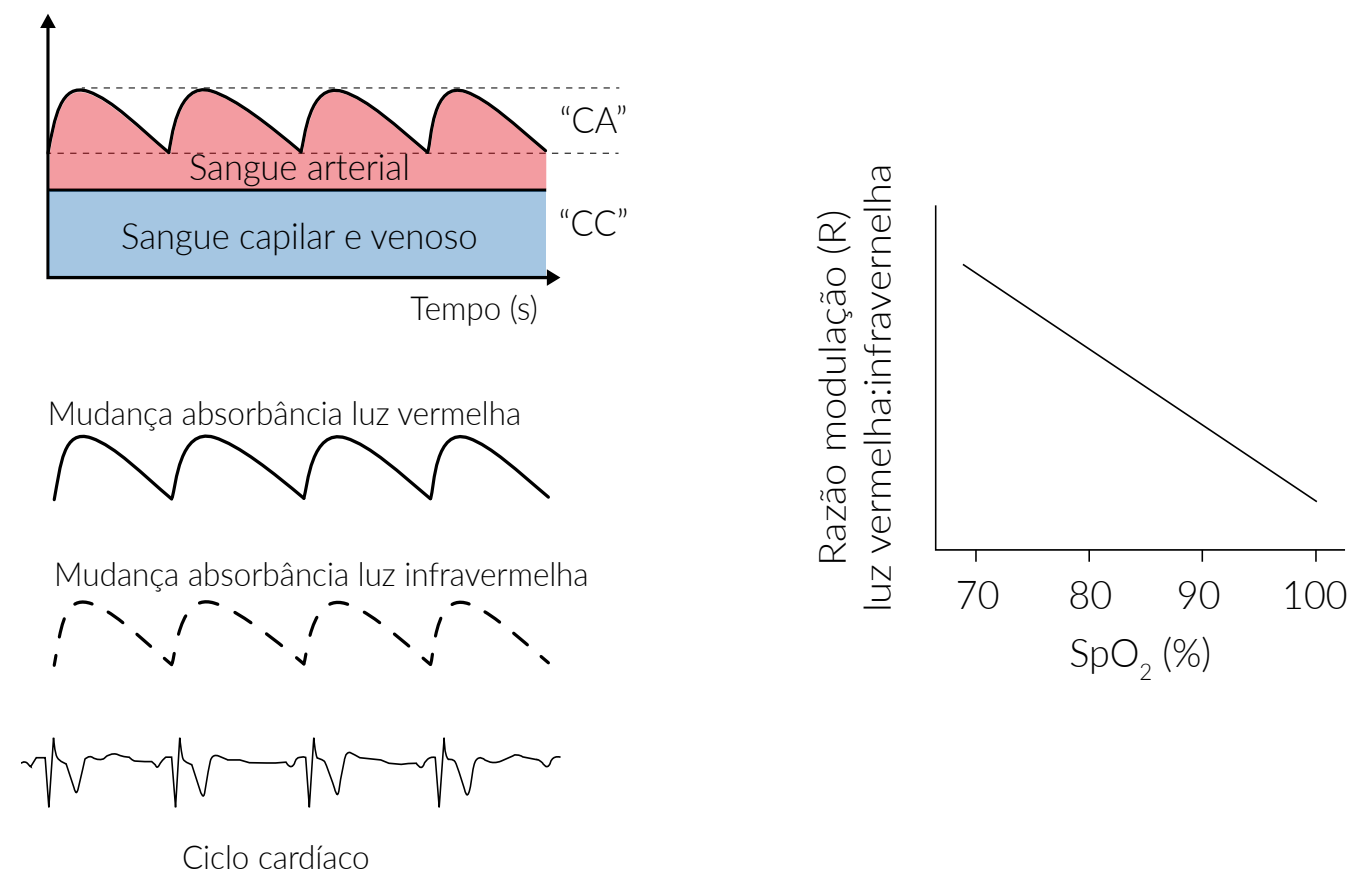 “CA”
Sangue arterial
“CC”
Sangue capilar e venoso
Tempo (s)
Mudança absorbância luz vermelha
Mudança absorbância luz infravermelha
Ciclo cardíaco
Razão modulação (R)
luz vermelha:infravernelha
70 80 90 100
SpO2 (%)